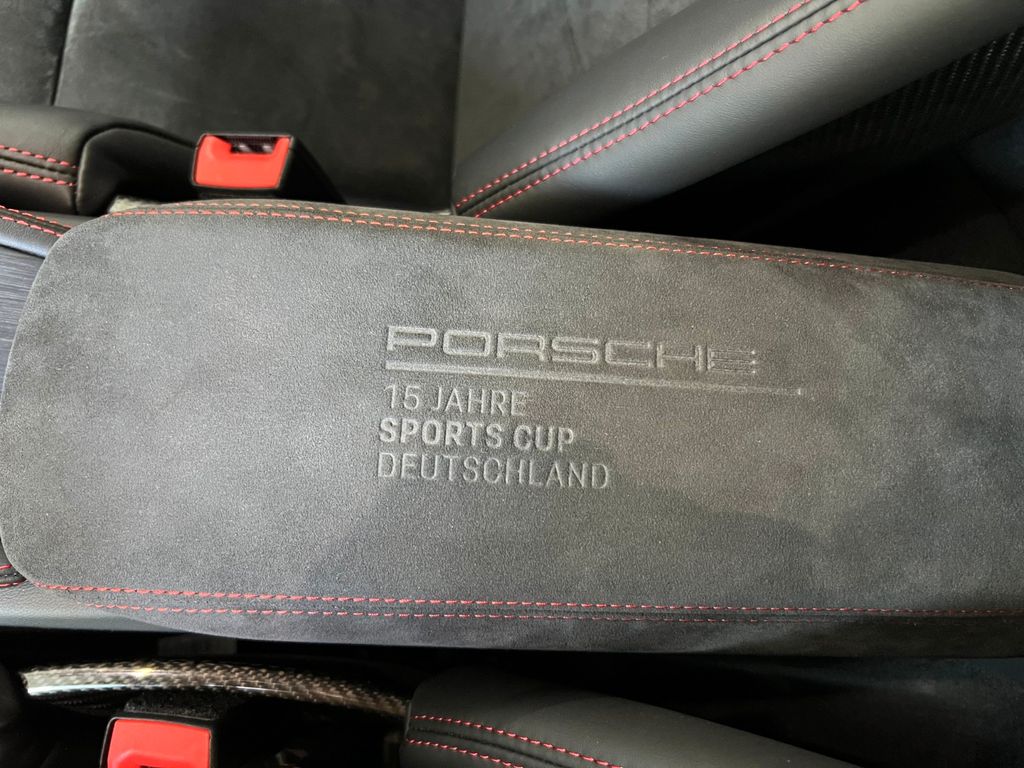 PORSCHE
15 JAHRE
SPORTS CUP
DEUTSCHLAND